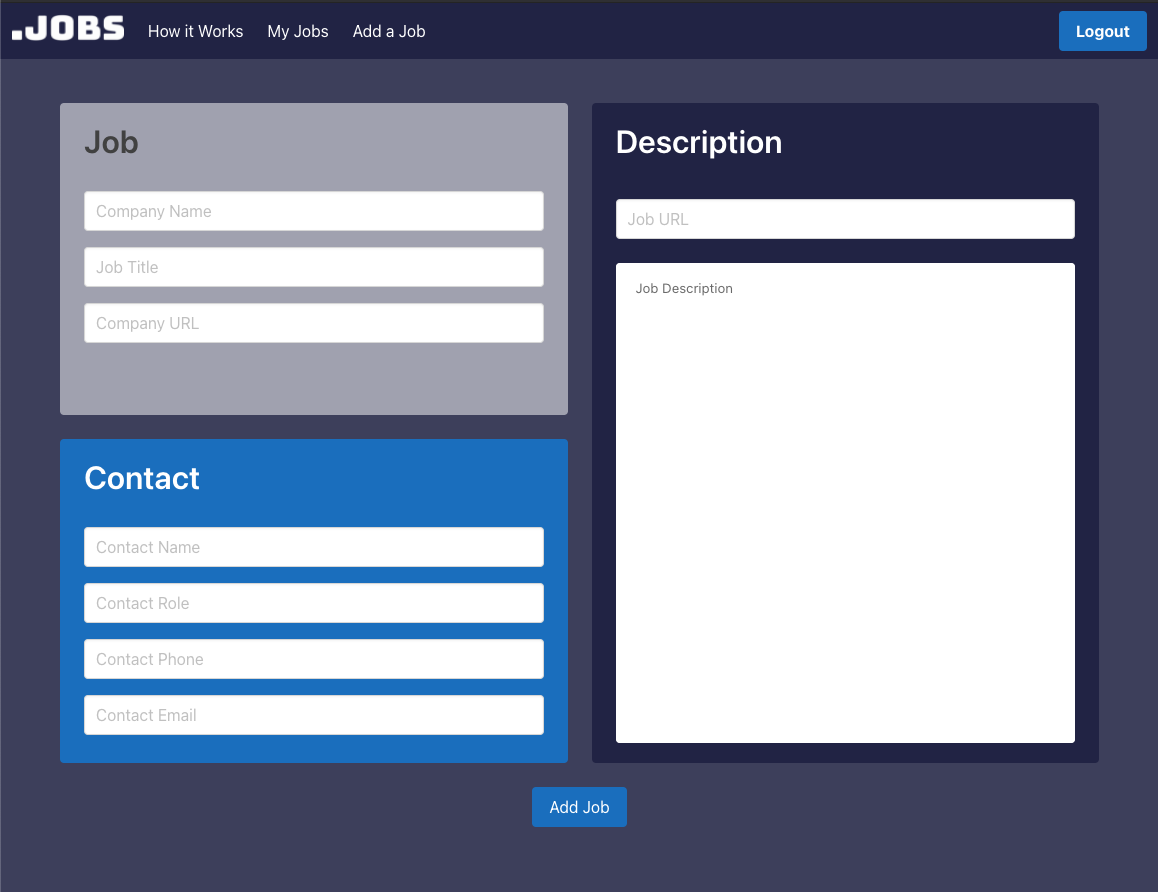 .JOBS How it Works My Jobs Add a Job Logout
Job
Company Name
Job Title
Company URL
Contact
Contact Name
Contact Role
Contact Phone
Contact Email
Description
Job URL
Job Description
Add Job